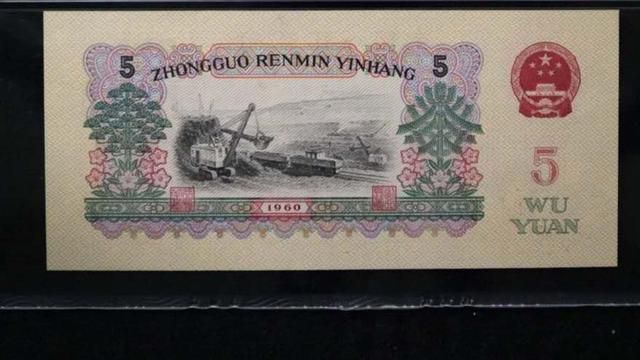 5 ZHONGGUO RENMIN YINHANG 5
5
WU
YUAN
1960